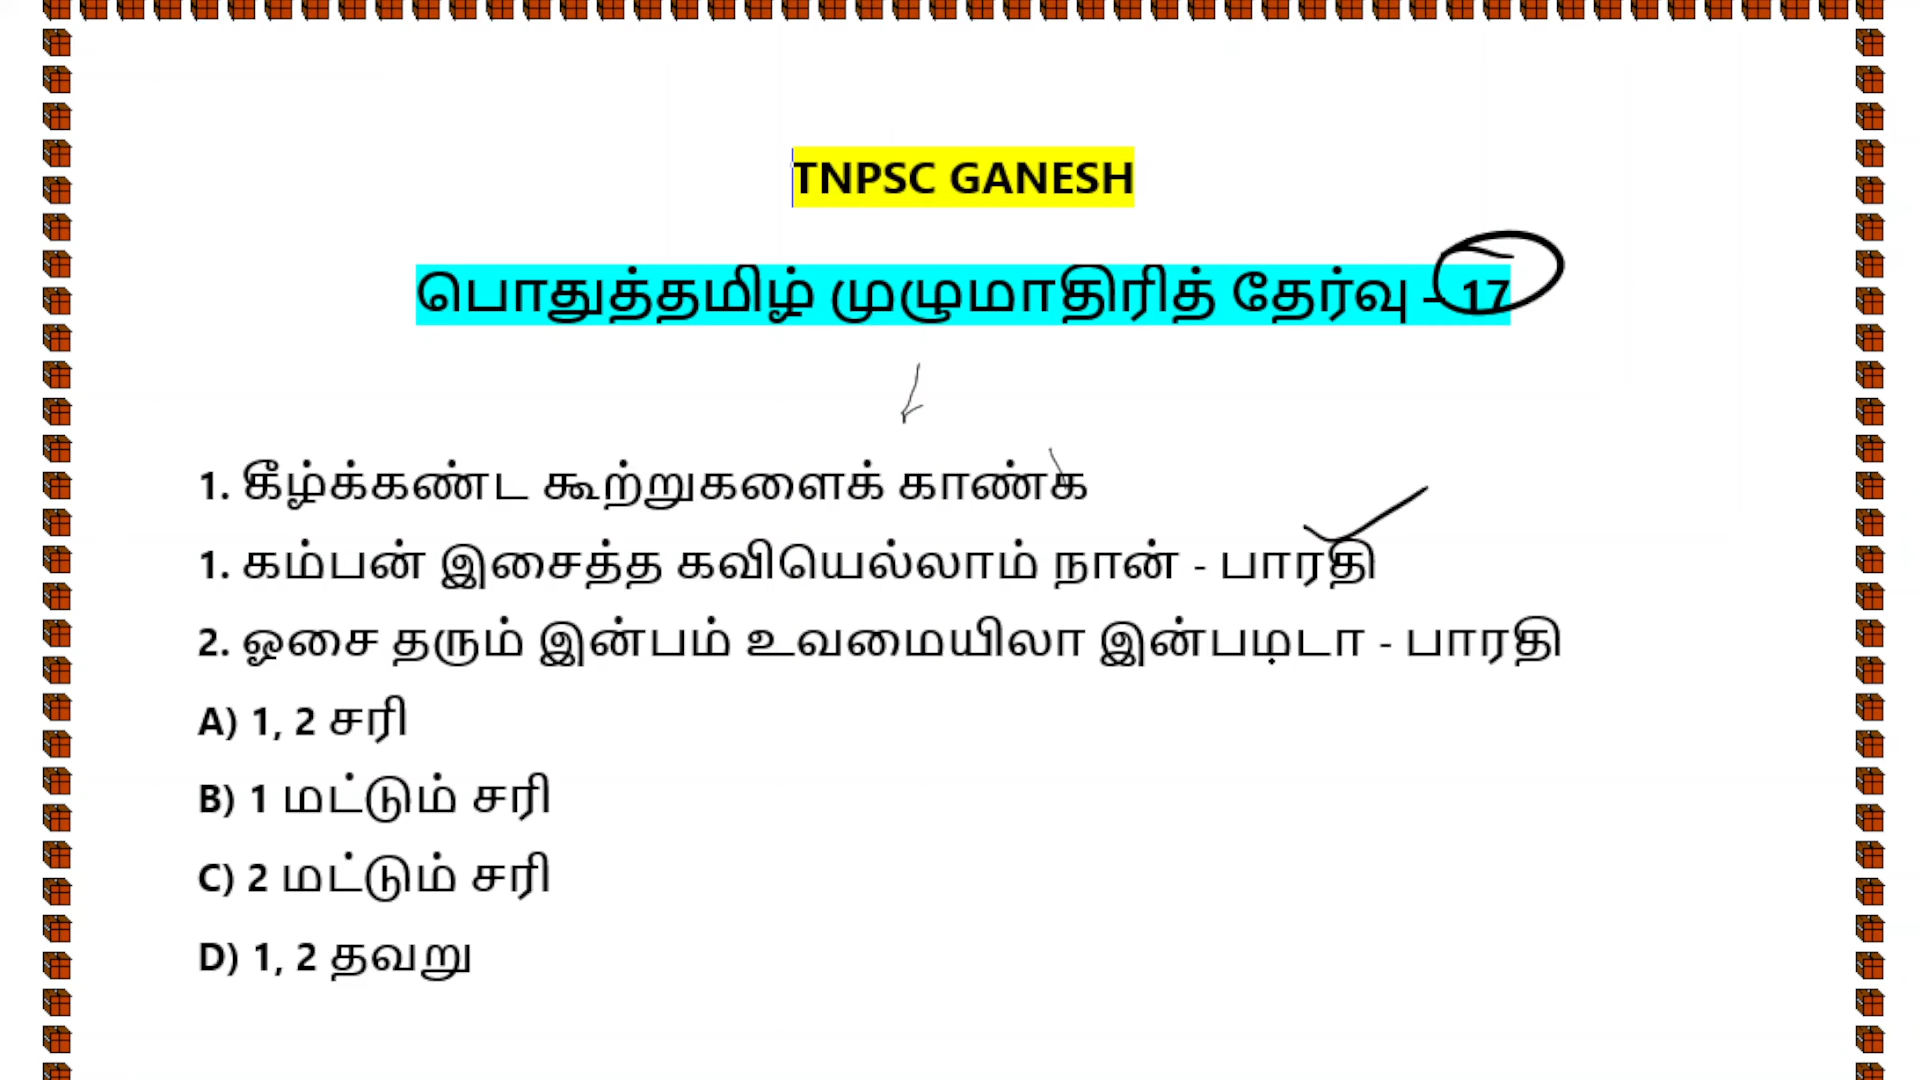 TNPSC GANESH
பொதுத்தமிழ் முழுமாதிரித் தேர்வு – 17
1. கீழ்க்கண்ட கூற்றுகளைக் காண்க
1. கம்பன் இசைத்த கவியெல்லாம் நான் - பாரதி
2. ஓசை தரும் இன்பம் உவமையிலா இன்பமடா - பாரதி
A) 1, 2 சரி
B) 1 மட்டும் சரி
C) 2 மட்டும் சரி
D) 1, 2 தவறு